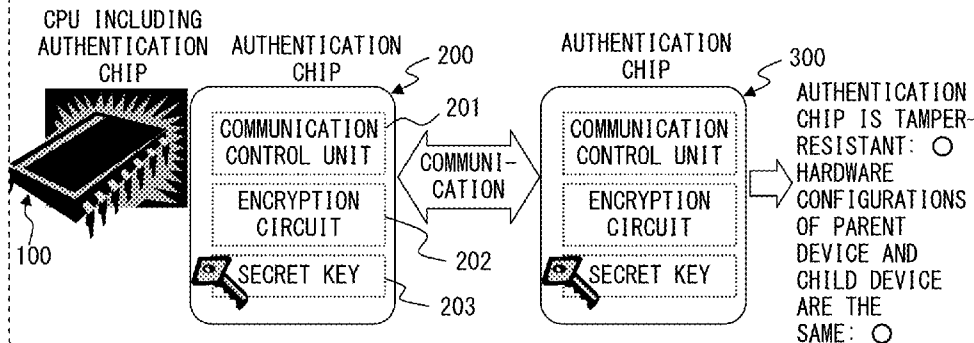 CPU INCLUDING
AUTHENTICATION
CHIP
100
AUTHENTICATION
CHIP
200
201
COMMUNICATION
CONTROL UNIT
ENCRYPTION
CIRCUIT
202
SECRET KEY
203
COMMUNI-
CATION
AUTHENTICATION
CHIP
300
COMMUNICATION
CONTROL UNIT
ENCRYPTION
CIRCUIT
SECRET KEY
AUTHENTICATION
CHIP IS TAMPER-
RESISTANT: ○
HARDWARE
CONFIGURATIONS
OF PARENT
DEVICE AND
CHILD DEVICE
ARE THE
SAME: ○